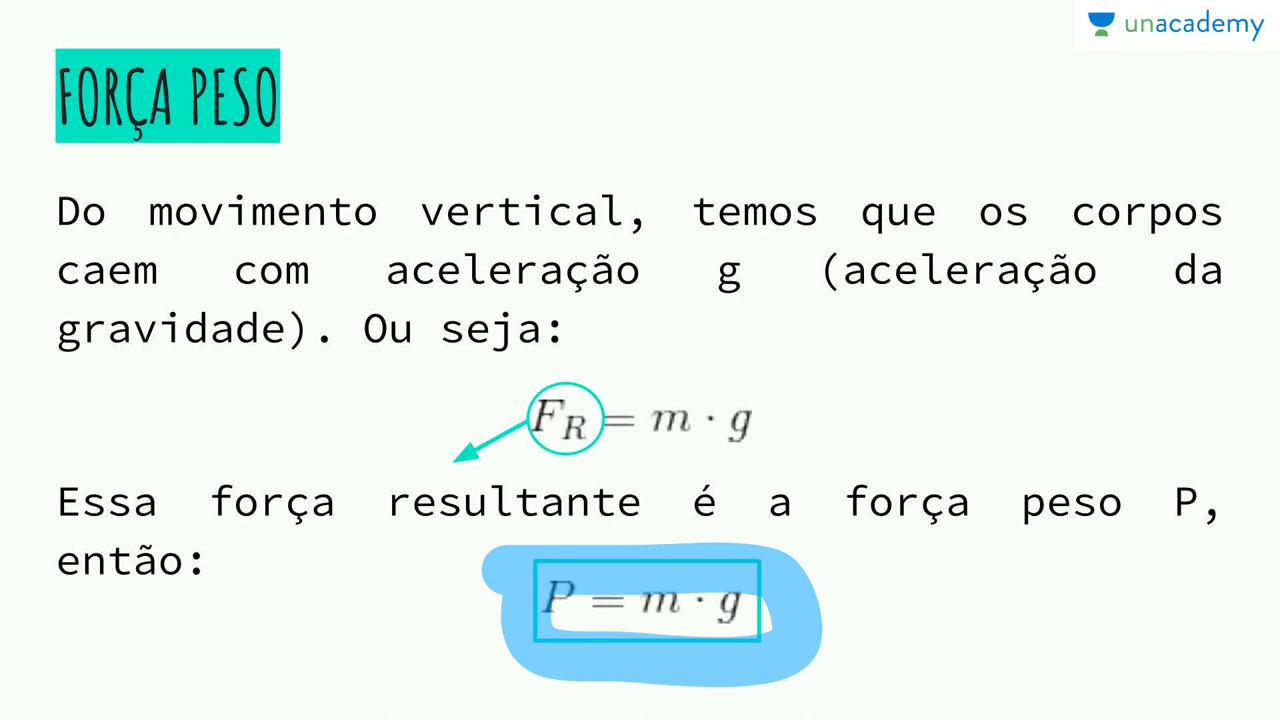 unacademy
FORÇA PESO
Do movimento vertical, temos que os corpos
caem com aceleração g (aceleração da
gravidade). Ou seja:
F_R = m · g
Essa força resultante é a força peso P,
então:
P = m · g